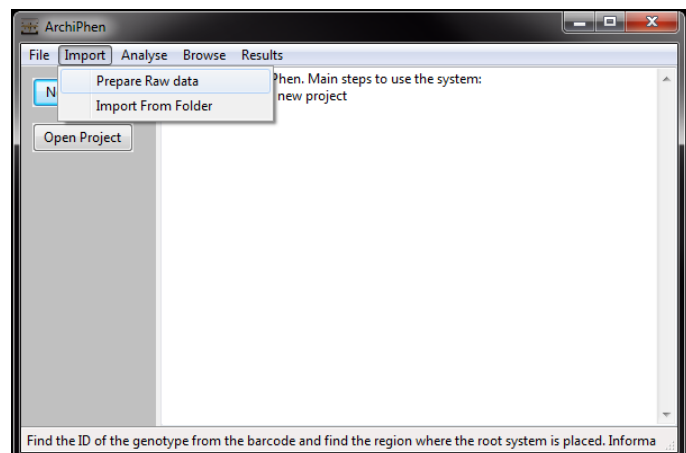 ArchiPhen
File Import Analyse Browse Results
Prepare Raw data
Import From Folder
N
Phen. Main steps to use the system:
new project
Open Project
Find the ID of the genotype from the barcode and find the region where the root system is placed. Informa